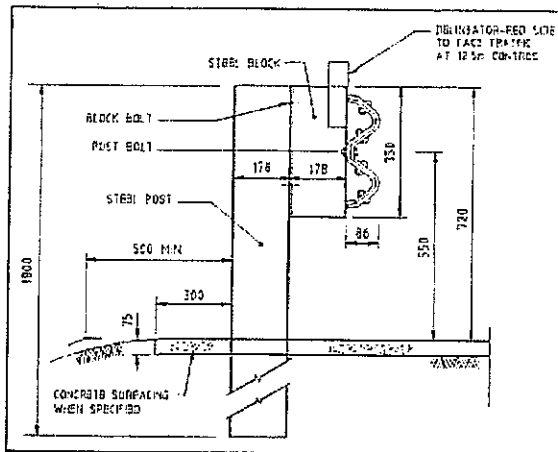 DELINEATOR-RED SIDE
TO FACE TRAFFIC
AT 12.5m CENTRES
STEEL BLOCK
BLOCK BOLT
POST BOLT
178
178
330
STEEL POST
550
720
86
500 MIN
1800
300
75
CONCRETE SURFACING
WHEN SPECIFIED